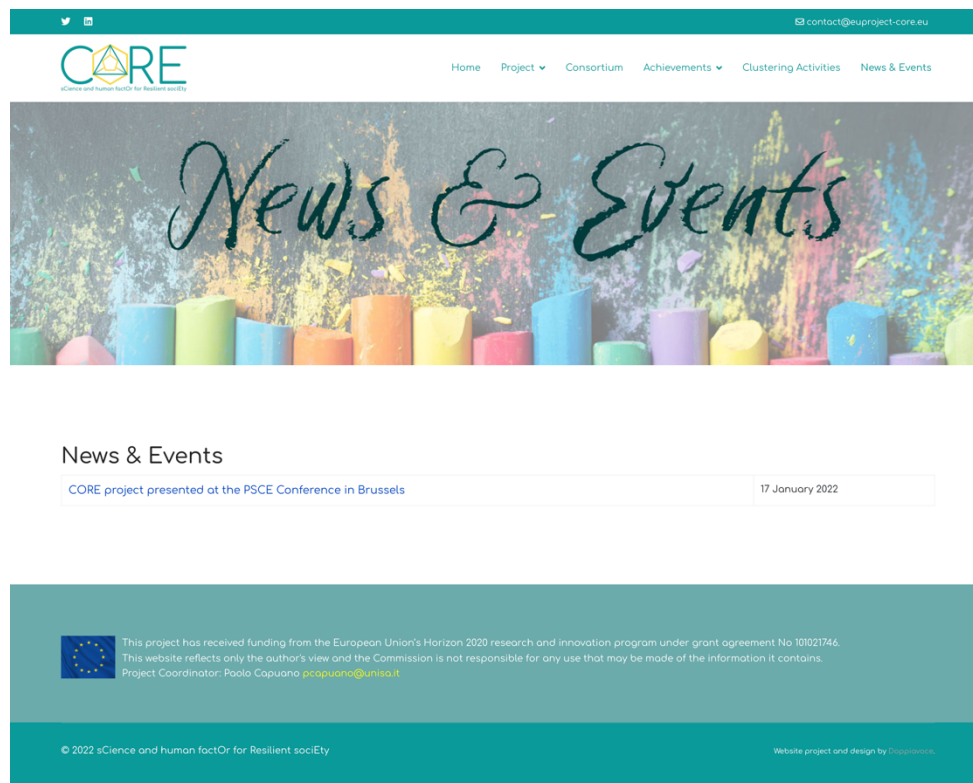 contact@euproject-core.eu
CORE
sCience and human factOr for Resilient sociEty
Home Project Consortium Achievements Clustering Activities News & Events
News & Events
News & Events
CORE project presented at the PSCE Conference in Brussels 17 January 2022
This project has received funding from the European Union's Horizon 2020 research and innovation program under grant agreement No 101021746.
This website reflects only the author's view and the Commission is not responsible for any use that may be made of the information it contains.
Project Coordinator: Paolo Capuano pcapuano@unisa.it
© 2022 sCience and human factOr for Resilient sociEty Website project and design by Doppiavoce.